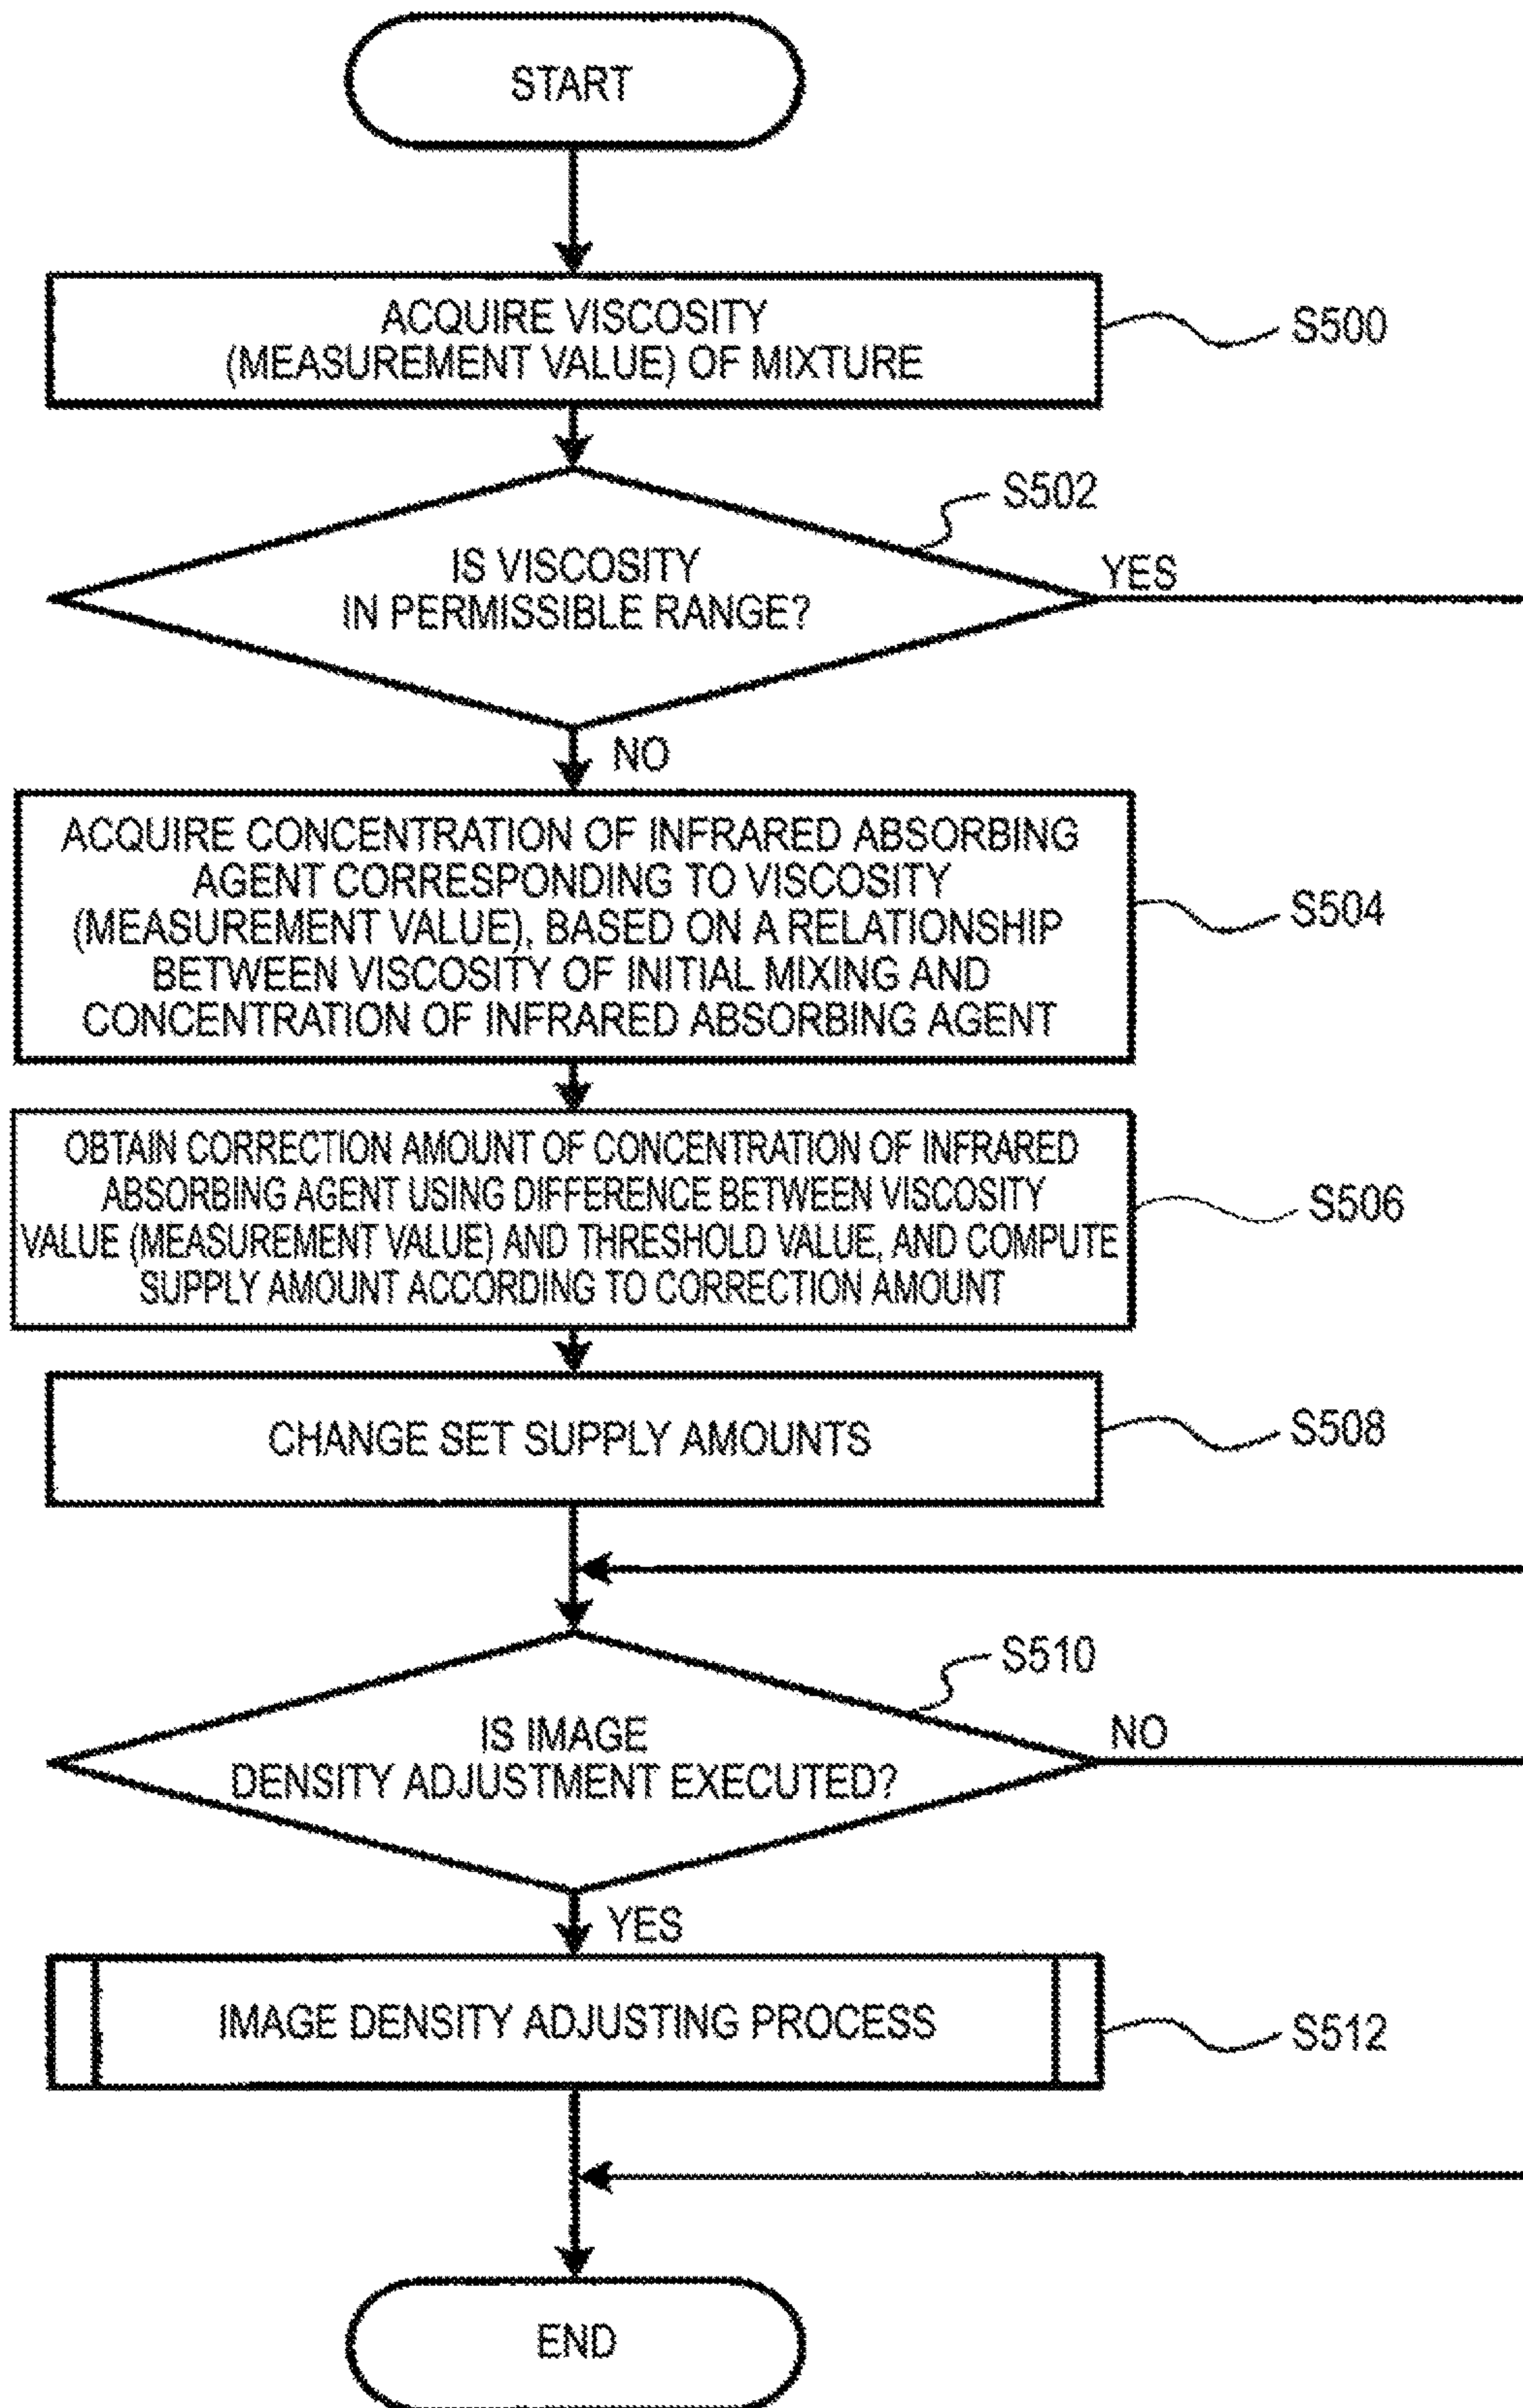 START
ACQUIRE VISCOSITY
(MEASUREMENT VALUE) OF MIXTURE
S500
S502
IS VISCOSITY
IN PERMISSIBLE RANGE?
YES
NO
ACQUIRE CONCENTRATION OF INFRARED ABSORBING
AGENT CORRESPONDING TO VISCOSITY
(MEASUREMENT VALUE), BASED ON A RELATIONSHIP
BETWEEN VISCOSITY OF INITIAL MIXING AND
CONCENTRATION OF INFRARED ABSORBING AGENT
S504
OBTAIN CORRECTION AMOUNT OF CONCENTRATION OF INFRARED
ABSORBING AGENT USING DIFFERENCE BETWEEN VISCOSITY
VALUE (MEASUREMENT VALUE) AND THRESHOLD VALUE, AND COMPUTE
SUPPLY AMOUNT ACCORDING TO CORRECTION AMOUNT
S506
CHANGE SET SUPPLY AMOUNTS
S508
S510
IS IMAGE
DENSITY ADJUSTMENT EXECUTED?
NO
YES
IMAGE DENSITY ADJUSTING PROCESS
S512
END